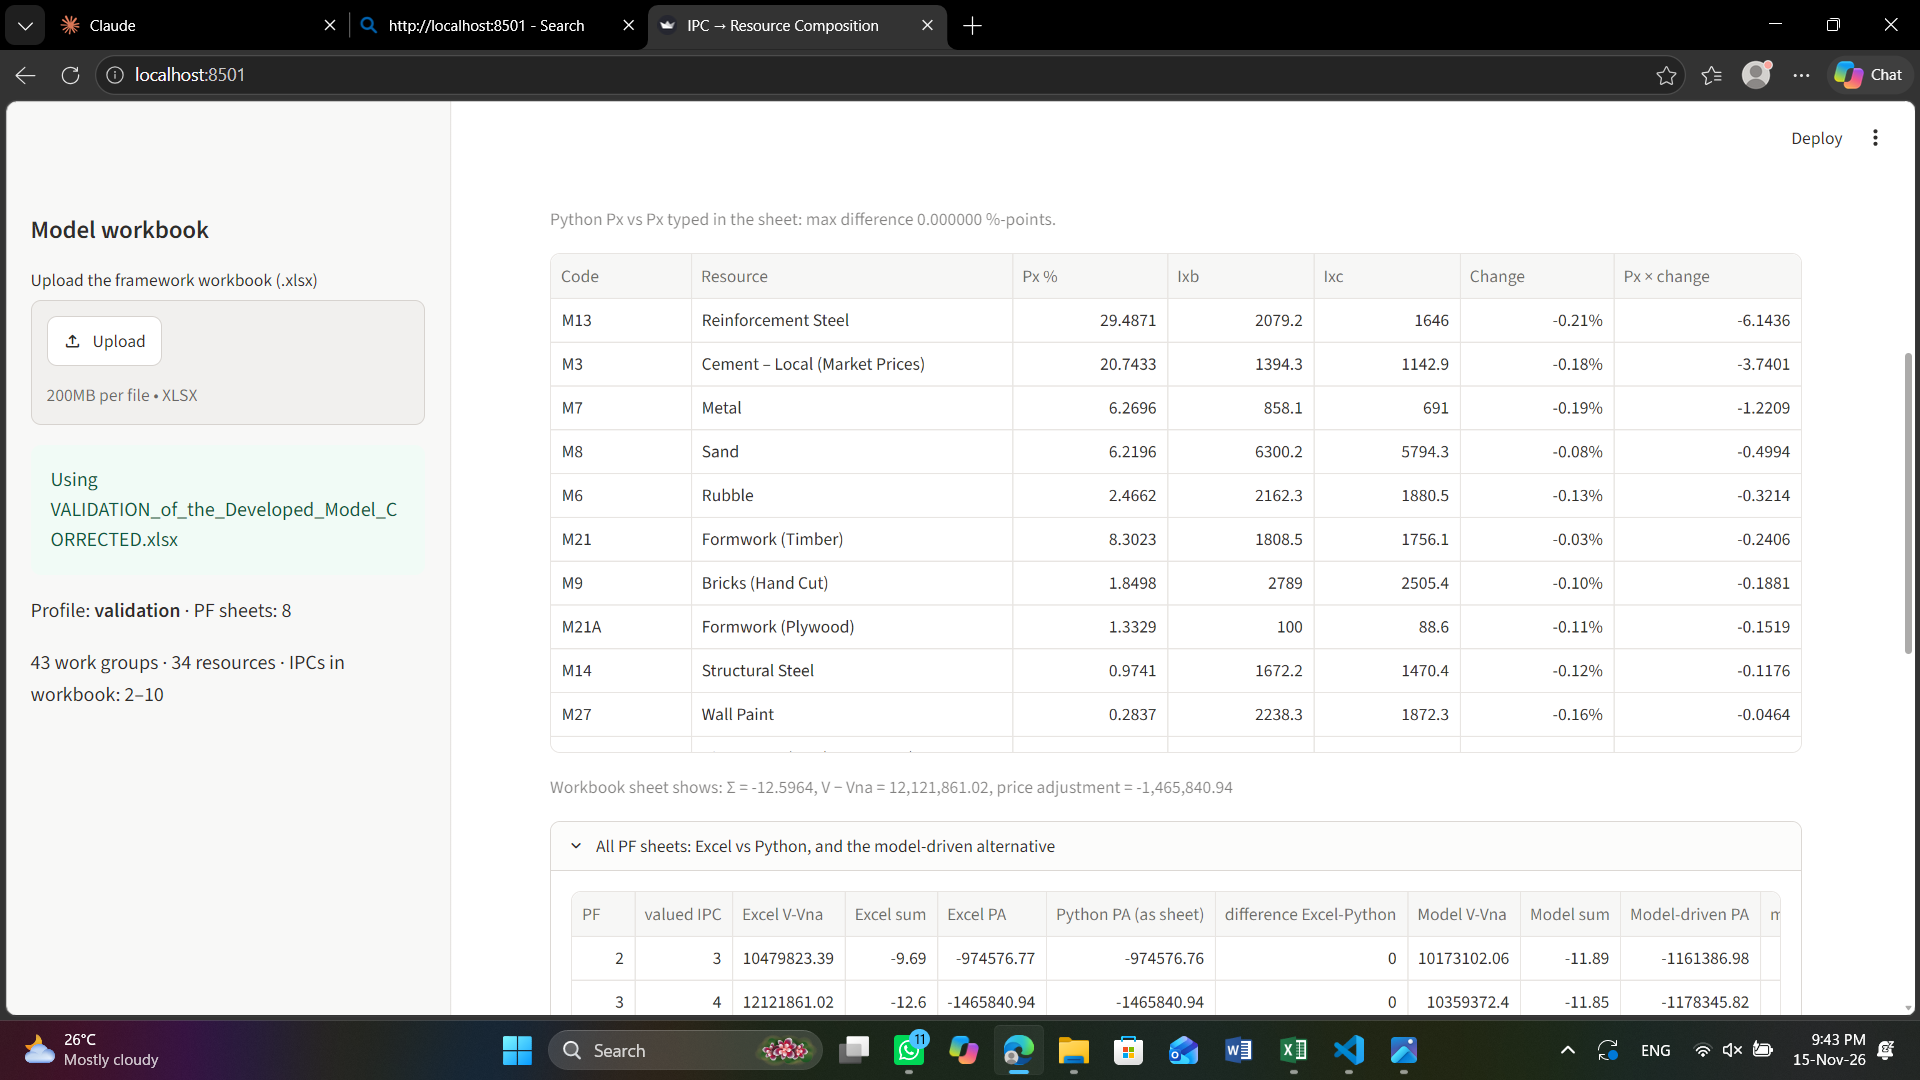 Claude
http://localhost:8501 - Search
IPC → Resource Composition
localhost:8501
Chat
Deploy
Model workbook
Upload the framework workbook (.xlsx)
Upload
200MB per file • XLSX
Using
VALIDATION_of_the_Developed_Model_C
ORRECTED.xlsx
Profile: validation · PF sheets: 8
43 work groups · 34 resources · IPCs in
workbook: 2–10
Python Px vs Px typed in the sheet: max difference 0.000000 %-points.
Code Resource Px % Ixb Ixc Change Px × change
M13 Reinforcement Steel 29.4871 2079.2 1646 -0.21% -6.1436
M3 Cement – Local (Market Prices) 20.7433 1394.3 1142.9 -0.18% -3.7401
M7 Metal 6.2696 858.1 691 -0.19% -1.2209
M8 Sand 6.2196 6300.2 5794.3 -0.08% -0.4994
M6 Rubble 2.4662 2162.3 1880.5 -0.13% -0.3214
M21 Formwork (Timber) 8.3023 1808.5 1756.1 -0.03% -0.2406
M9 Bricks (Hand Cut) 1.8498 2789 2505.4 -0.10% -0.1881
M21A Formwork (Plywood) 1.3329 100 88.6 -0.11% -0.1519
M14 Structural Steel 0.9741 1672.2 1470.4 -0.12% -0.1176
M27 Wall Paint 0.2837 2238.3 1872.3 -0.16% -0.0464
Workbook sheet shows: Σ = -12.5964, V − Vna = 12,121,861.02, price adjustment = -1,465,840.94
All PF sheets: Excel vs Python, and the model-driven alternative
PF valued IPC Excel V-Vna Excel sum Excel PA Python PA (as sheet) difference Excel-Python Model V-Vna Model sum Model-driven PA
2 3 10479823.39 -9.69 -974576.77 -974576.76 0 10173102.06 -11.89 -1161386.98
3 4 12121861.02 -12.6 -1465840.94 -1465840.94 0 10359372.4 -11.85 -1178345.82
26°C
Mostly cloudy
Search
11
ENG
9:43 PM
15-Nov-26